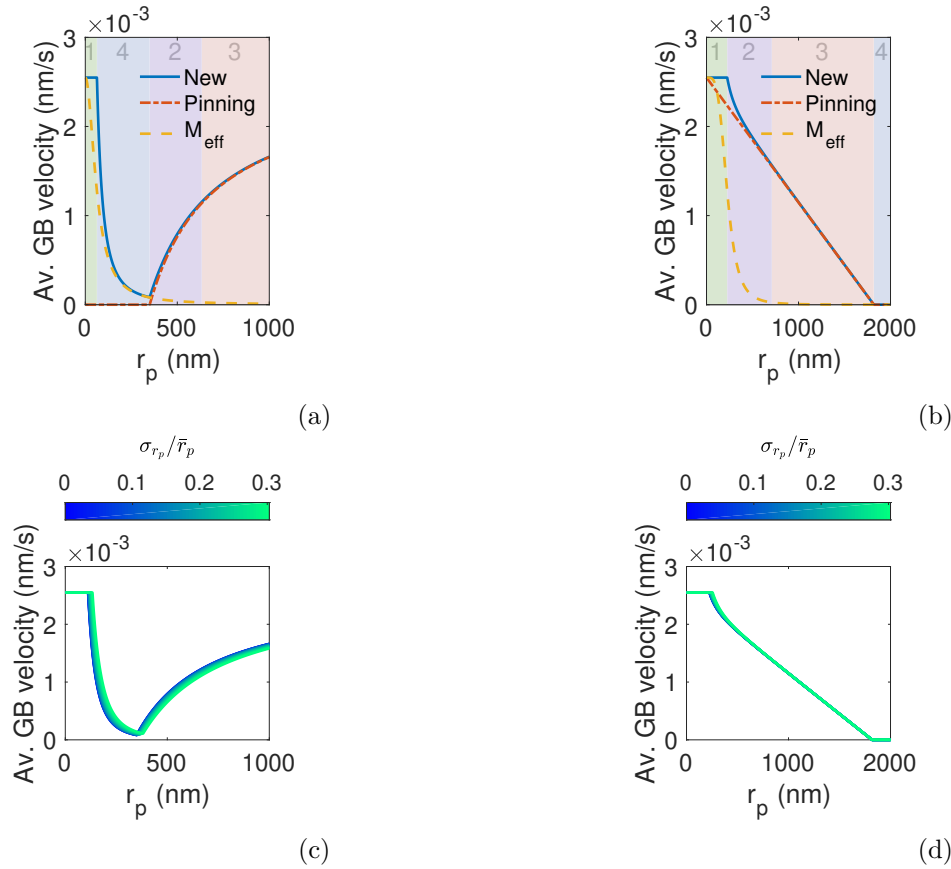 ×10⁻³
3
2
1
0
Av. GB velocity (nm/s)
1 4 2 3
New
Pinning
M_eff
0 500 1000
r_p (nm)
(a)
×10⁻³
3
2
1
0
Av. GB velocity (nm/s)
1 2 3 4
New
Pinning
M_eff
0 1000 2000
r_p (nm)
(b)
σ_{r_p}/r̄_p
0 0.1 0.2 0.3
×10⁻³
3
2
1
0
Av. GB velocity (nm/s)
0 500 1000
r_p (nm)
(c)
σ_{r_p}/r̄_p
0 0.1 0.2 0.3
×10⁻³
3
2
1
0
Av. GB velocity (nm/s)
0 1000 2000
r_p (nm)
(d)